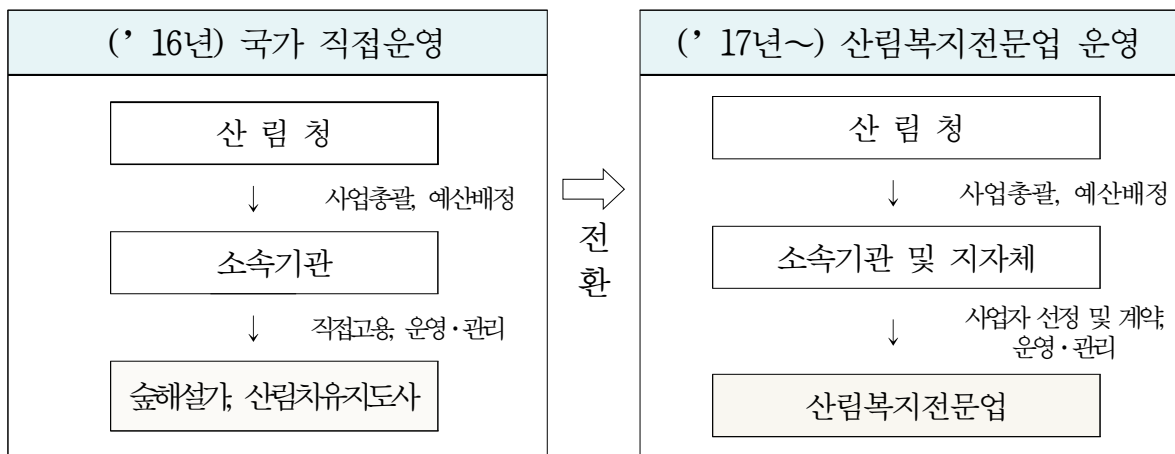 (’ 16년) 국가 직접운영
산 림 청
↓ 사업총괄, 예산배정
소속기관
↓ 직접고용, 운영·관리
숲해설가, 산림치유지도사
전
환
(’ 17년～) 산림복지전문업 운영
산 림 청
↓ 사업총괄, 예산배정
소속기관 및 지자체
↓ 사업자 선정 및 계약,
운영·관리
산림복지전문업